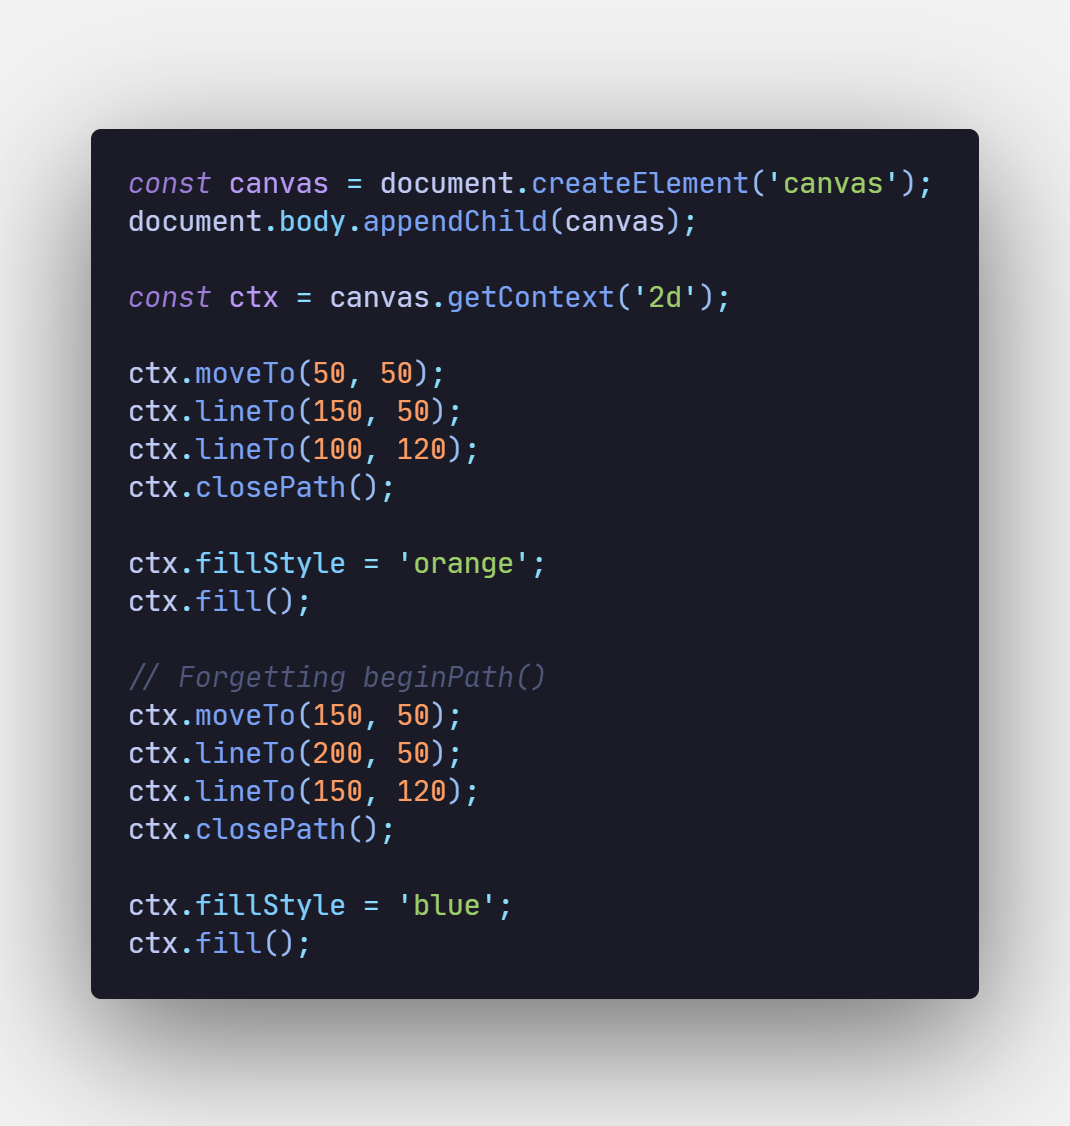 const canvas = document.createElement('canvas');
document.body.appendChild(canvas);
const ctx = canvas.getContext('2d');
ctx.moveTo(50, 50);
ctx.lineTo(150, 50);
ctx.lineTo(100, 120);
ctx.closePath();
ctx.fillStyle = 'orange';
ctx.fill();
// Forgetting beginPath()
ctx.moveTo(150, 50);
ctx.lineTo(200, 50);
ctx.lineTo(150, 120);
ctx.closePath();
ctx.fillStyle = 'blue';
ctx.fill();